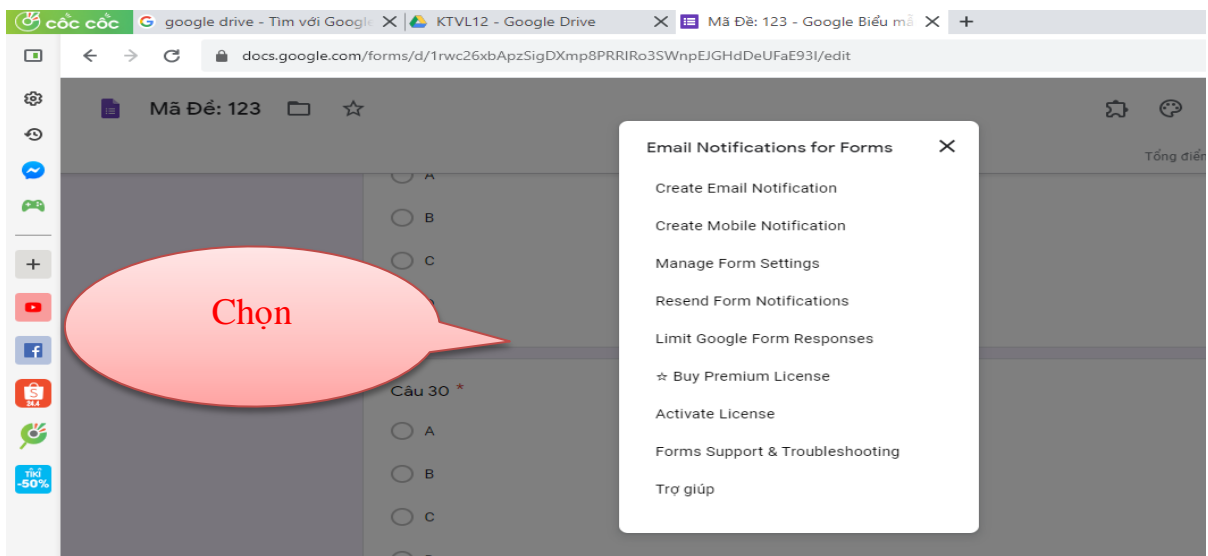 cốc cốc
google drive - Tìm với Google
KTVL12 - Google Drive
Mã Đề: 123 - Google Biểu mẫ
docs.google.com/forms/d/1rwc26xbApzSigDXmp8PRRIRo3SWnpEJGHdDeUFaE93I/edit
Mã Đề: 123
Tổng điểm
A
B
C
Câu 30 *
A
B
C
Chọn
Email Notifications for Forms
Create Email Notification
Create Mobile Notification
Manage Form Settings
Resend Form Notifications
Limit Google Form Responses
☆ Buy Premium License
Activate License
Forms Support & Troubleshooting
Trợ giúp
S
24.4
TIKI
-50%